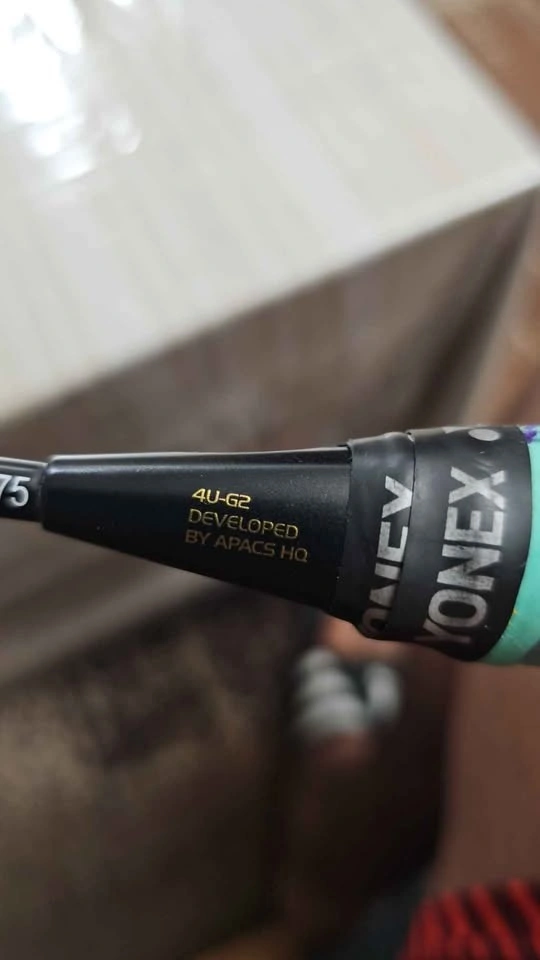 75
4U-G2
DEVELOPED
BY APACS HQ
YONEX